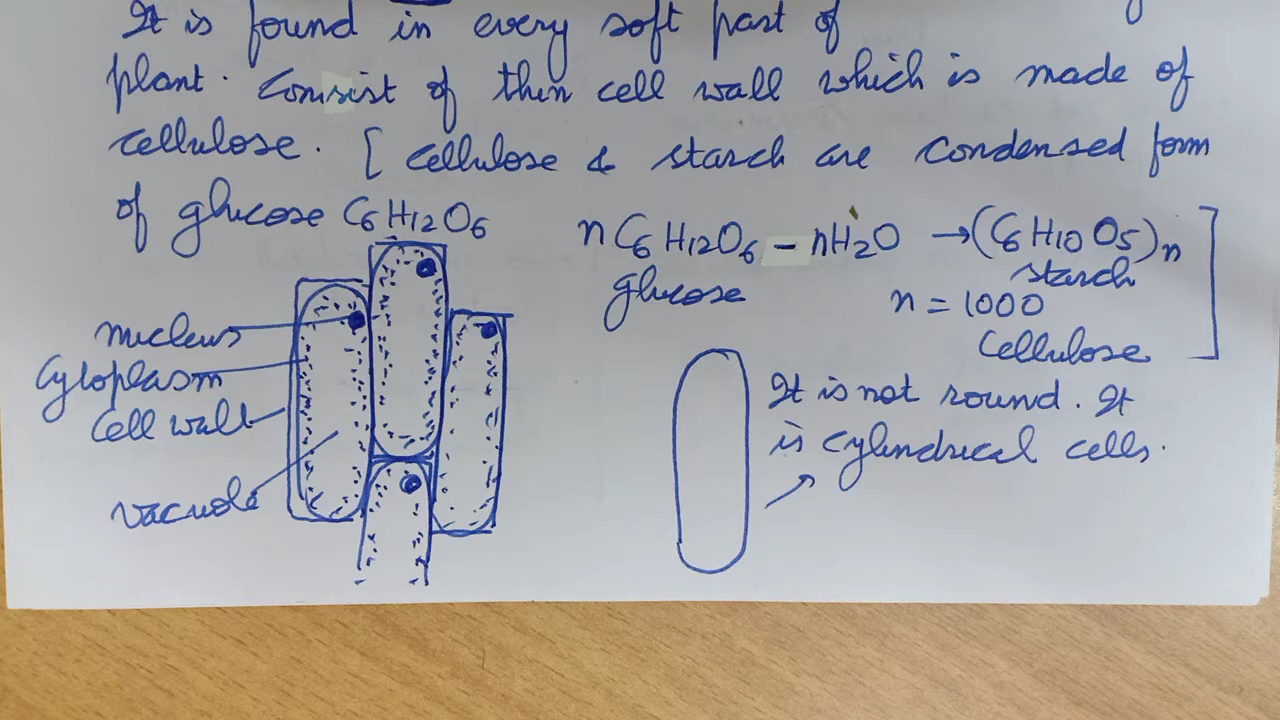 It is found in every soft part of
plant. Consist of thin cell wall which is made of
cellulose. [ cellulose & starch are condensed form
of glucose C6H12O6
nC6H12O6 - nH2O → (C6H10O5)n ]
glucose
starch
n = 1000
Cellulose
nucleus
Cytoplasm
Cell wall
vacuole
It is not round. It
is cylindrical cells.